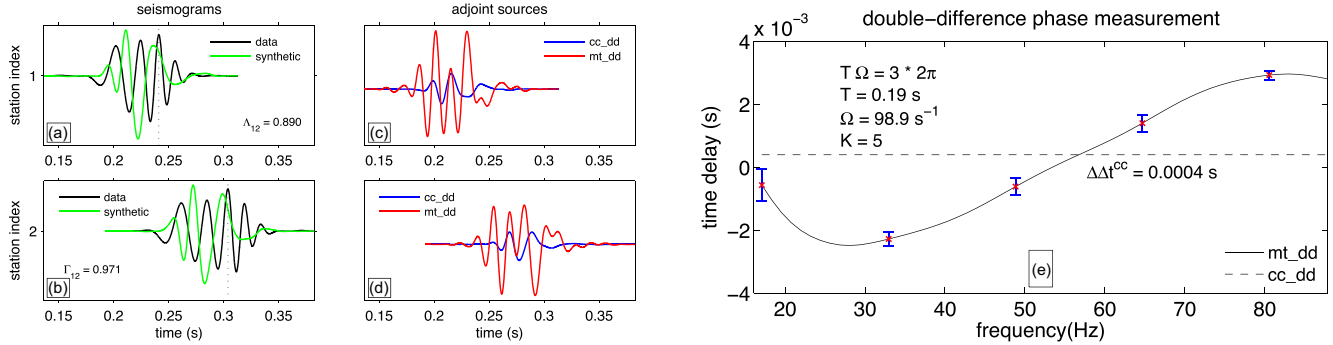 seismograms
station index
1
data
synthetic
(a)
Λ12 = 0.890
0.15 0.2 0.25 0.3 0.35
station index
2
data
synthetic
Γ12 = 0.971
(b)
0.15 0.2 0.25 0.3 0.35
time (s)
adjoint sources
cc_dd
mt_dd
(c)
0.15 0.2 0.25 0.3 0.35
cc_dd
mt_dd
(d)
0.15 0.2 0.25 0.3 0.35
time (s)
double−difference phase measurement
x 10−3
4
2
0
−2
−4
time delay (s)
T Ω = 3 * 2π
T = 0.19 s
Ω = 98.9 s−1
K = 5
ΔΔtcc = 0.0004 s
(e)
mt_dd
cc_dd
20 30 40 50 60 70 80
frequency(Hz)